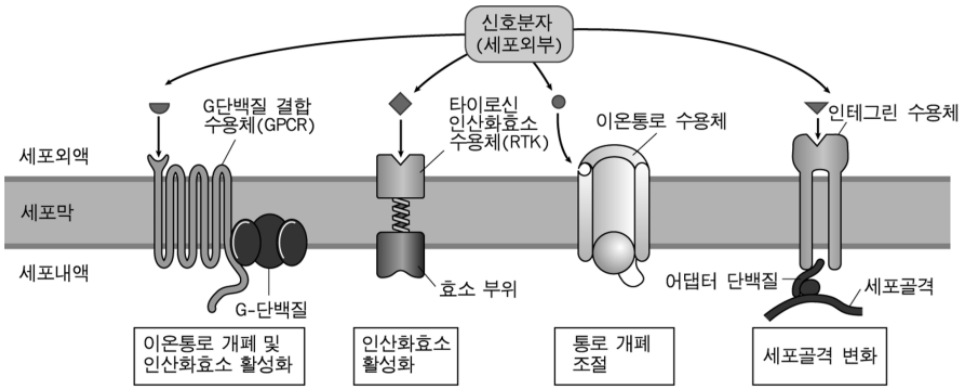 신호분자
(세포외부)
G단백질 결합
수용체(GPCR)
타이로신
인산화효소
수용체(RTK)
이온통로 수용체
인테그린 수용체
세포외액
세포막
세포내액
G-단백질
효소 부위
어댑터 단백질
세포골격
이온통로 개폐 및
인산화효소 활성화
인산화효소
활성화
통로 개폐
조절
세포골격 변화